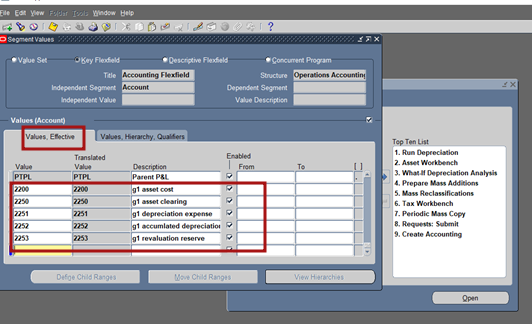 File Edit View Folder Tools Window Help
Segment Values
Value Set Key Flexfield Descriptive Flexfield Concurrent Program
Title Accounting Flexfield Structure Operations Accounting
Independent Segment Account Dependent Segment
Independent Value Value Description
Values (Account)
Values, Effective Values, Hierarchy, Qualifiers
Translated Enabled
Value Value Description From To [ ]
PTPL PTPL Parent P&L
2200 2200 g1 asset cost
2250 2250 g1 asset clearing
2251 2251 g1 depreciation expense
2252 2252 g1 accumlated depreciation
2253 2253 g1 revaluation reserve
Define Child Ranges Move Child Ranges View Hierarchies
Top Ten List
1. Run Depreciation
2. Asset Workbench
3. What-If Depreciation Analysis
4. Prepare Mass Additions
5. Mass Reclassifications
6. Tax Workbench
7. Periodic Mass Copy
8. Requests: Submit
9. Create Accounting
Open